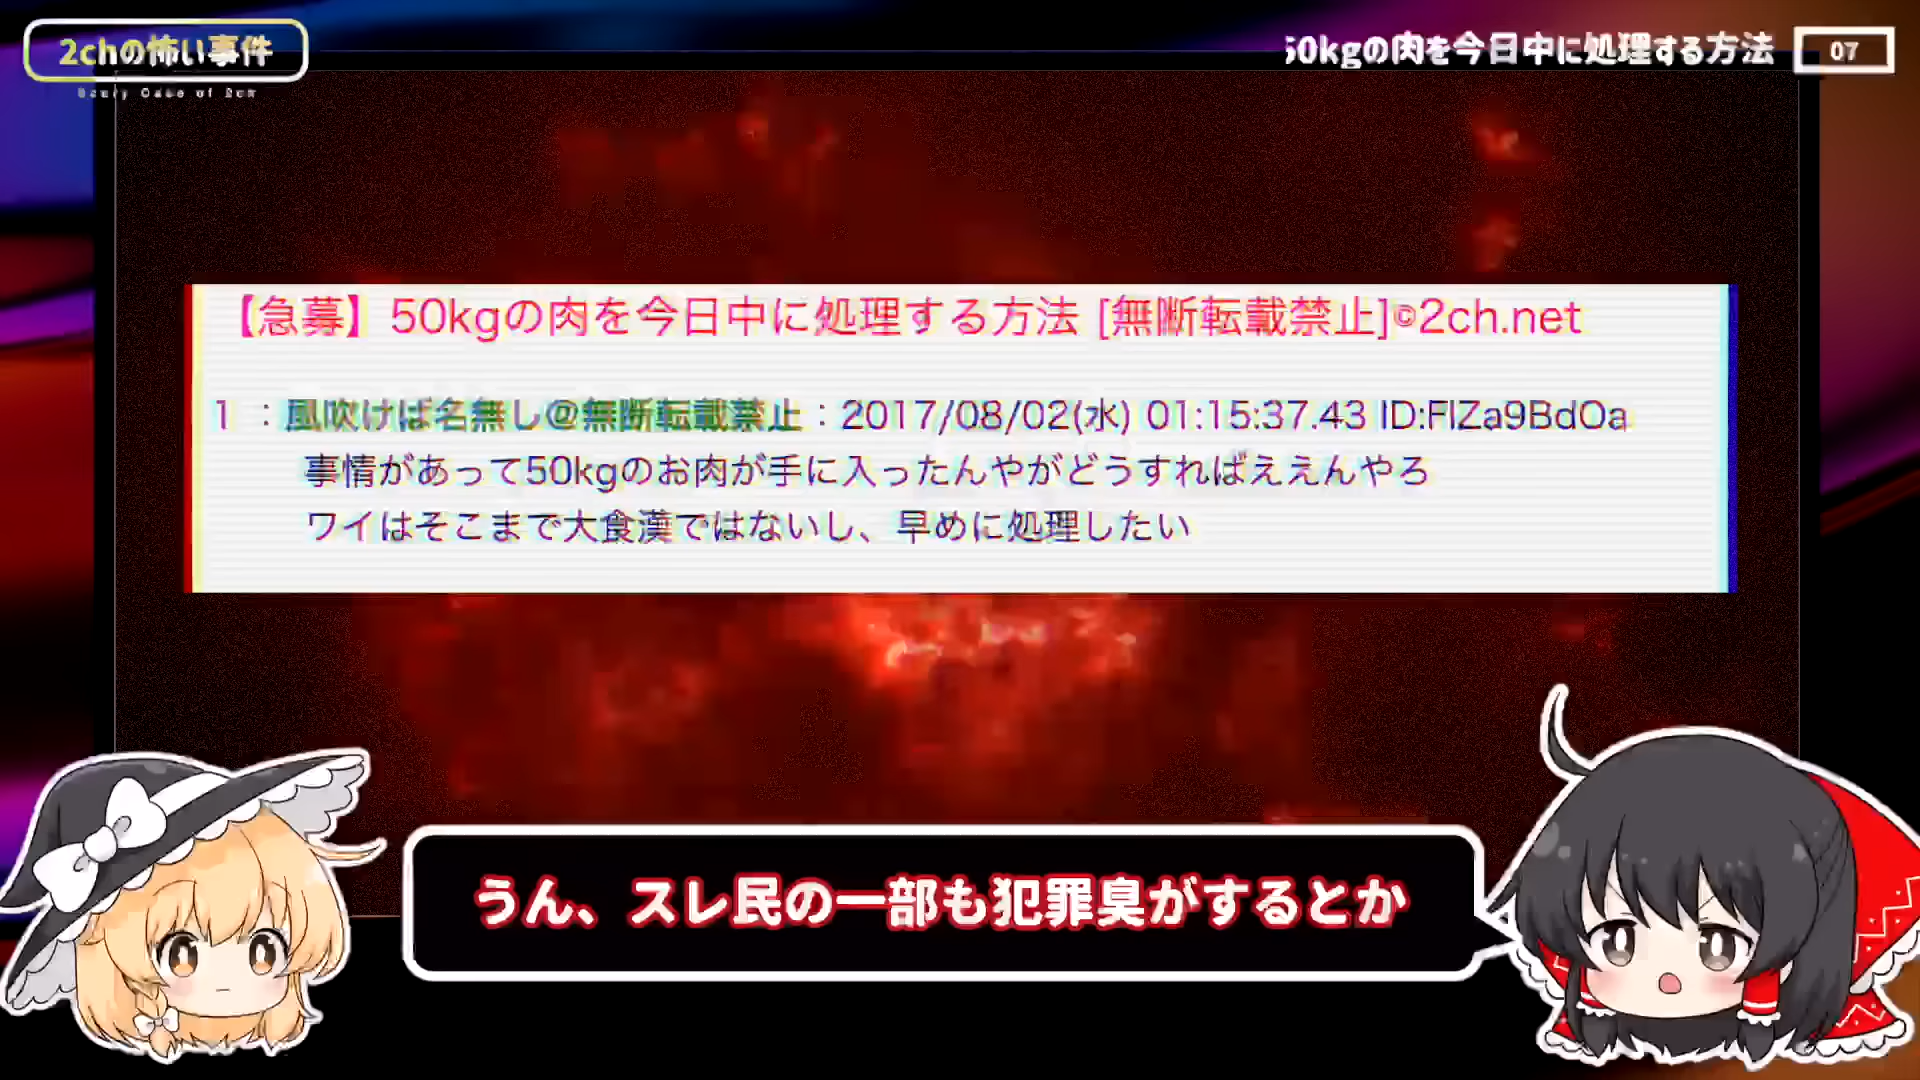 2chの怖い事件
Scary Case of 2ch
50kgの肉を今日中に処理する方法
07
【急募】50kgの肉を今日中に処理する方法 [無断転載禁止]©2ch.net
1 ：風吹けば名無し＠無断転載禁止：2017/08/02(水) 01:15:37.43 ID:FlZa9BdOa
事情があって50kgのお肉が手に入ったんやがどうすればええんやろ
ワイはそこまで大食漢ではないし、早めに処理したい
うん、スレ民の一部も犯罪臭がするとか